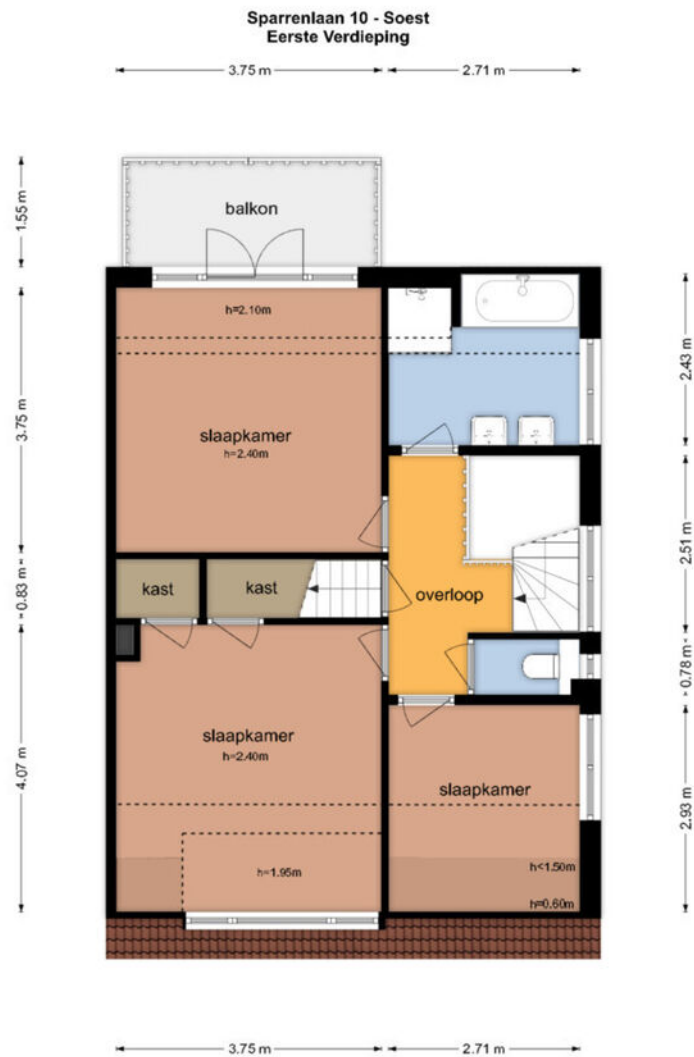 Sparrenlaan 10 - Soest
Eerste Verdieping
3.75 m
2.71 m
1.55 m
balkon
h=2.10m
3.75 m
2.43 m
slaapkamer
h=2.40m
0.83 m
kast
kast
overloop
2.51 m
0.78 m
slaapkamer
h=2.40m
4.07 m
slaapkamer
2.93 m
h=1.95m
h<1.50m
h=0.60m
3.75 m
2.71 m